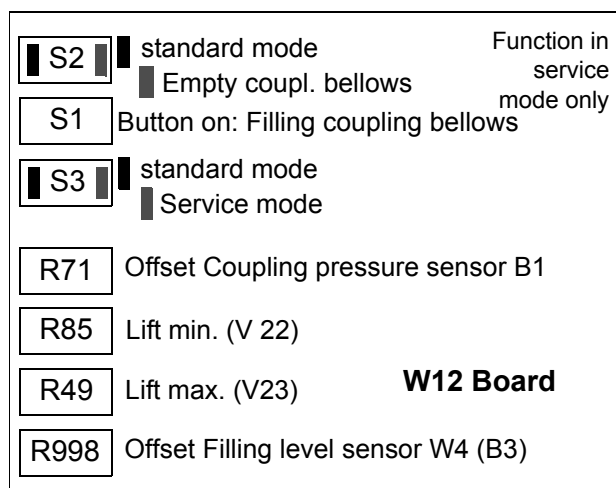 S2 standard mode
Empty coupl. bellows
Function in
service
mode only
S1 Button on: Filling coupling bellows
S3 standard mode
Service mode
R71 Offset Coupling pressure sensor B1
R85 Lift min. (V 22)
R49 Lift max. (V23)
W12 Board
R998 Offset Filling level sensor W4 (B3)